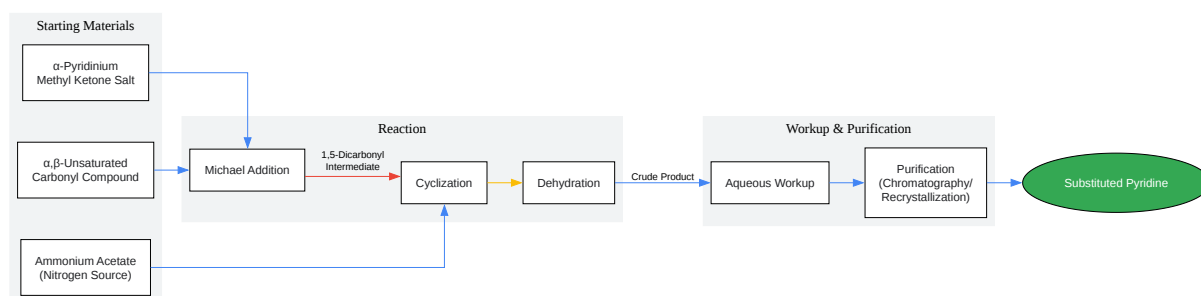 Starting Materials
α-Pyridinium
Methyl Ketone Salt
α,β-Unsaturated
Carbonyl Compound
Ammonium Acetate
(Nitrogen Source)
Reaction
Michael Addition
1,5-Dicarbonyl
Intermediate
Cyclization
Dehydration
Crude Product
Workup & Purification
Aqueous Workup
Purification
(Chromatography/
Recrystallization)
Substituted Pyridine